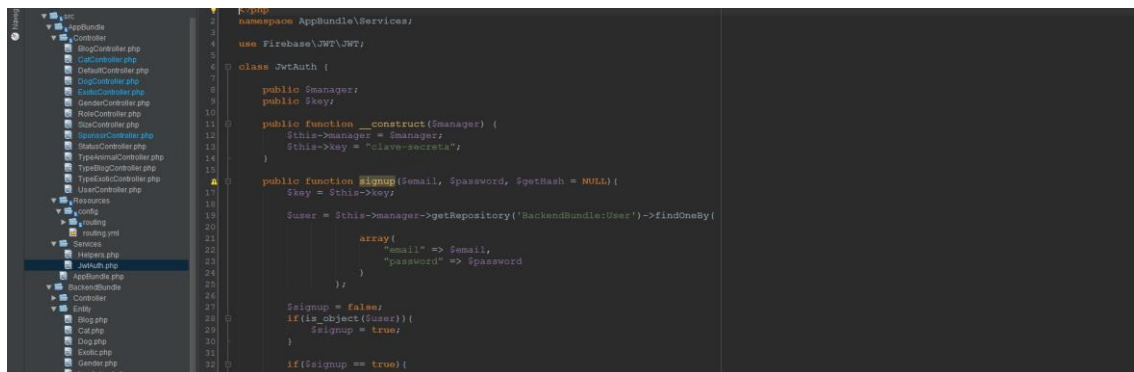 src
AppBundle
Controller
BlogController.php
CatController.php
DefaultController.php
DogController.php
ExoticController.php
GenderController.php
RoleController.php
SizeController.php
SponsorController.php
StatusController.php
TypeAnimalController.php
TypeBlogController.php
TypeExoticController.php
UserController.php
Resources
config
routing
routing.yml
Services
Helpers.php
JwtAuth.php
AppBundle.php
BackendBundle
Controller
Entity
Blog.php
Cat.php
Dog.php
Exotic.php
Gender.php
Navig
<?php
2 namespace AppBundle\Services;
3
4 use Firebase\JWT\JWT;
5
6 class JwtAuth {
7
8 public $manager;
9 public $key;
10
11 public function __construct($manager) {
12 $this->manager = $manager;
13 $this->key = "clave-secreta";
14 }
15
public function signup($email, $password, $getHash = NULL){
17 $key = $this->key;
18
19 $user = $this->manager->getRepository('BackendBundle:User')->findOneBy(
20
21 array(
22 "email" => $email,
23 "password" => $password
24 )
25 );
26
27 $signup = false;
28 if(is_object($user)){
29 $signup = true;
30 }
31
32 if($signup == true){